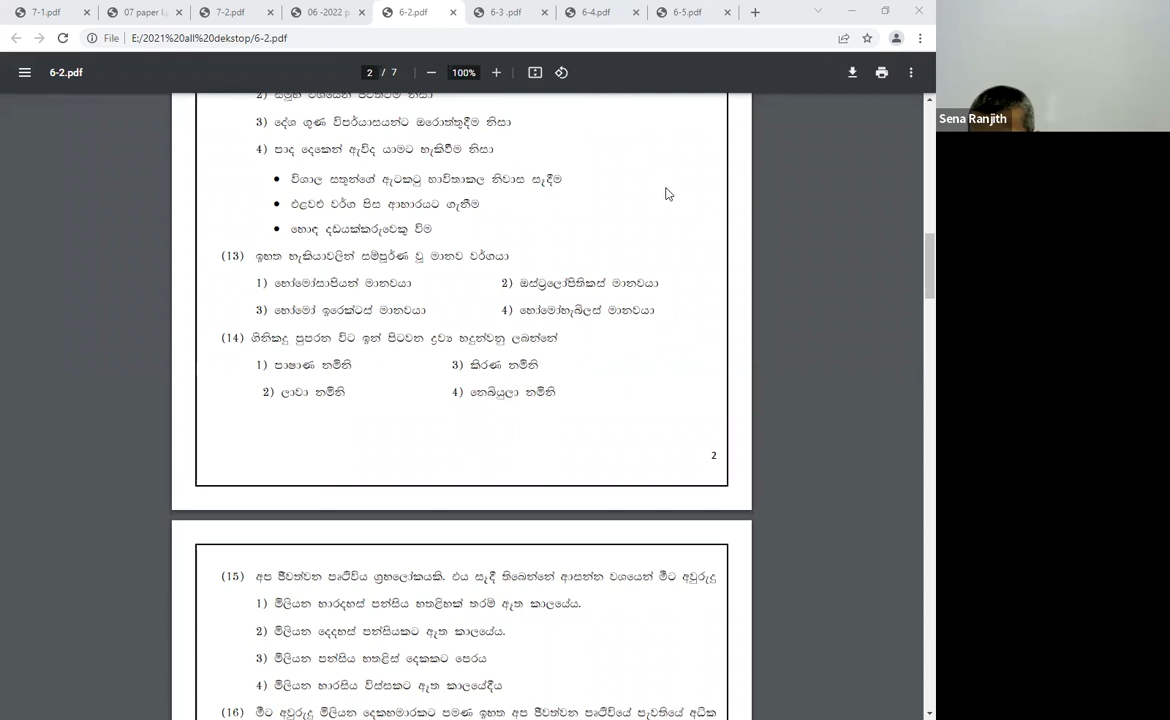 7-1.pdf
07 paper I.p
7-2.pdf
06 -2022 p
6-2.pdf
6-3 .pdf
6-4.pdf
6-5.pdf
File E:/2021%20all%20dekstop/6-2.pdf
6-2.pdf 2 / 7 100%
Sena Ranjith
2) සමූහ වශයෙන් පිටත්වීම නිසා
3) දේශ ගුණ විපර්යාසයන්ට ඔරොත්තුදීම නිසා
4) පාද දෙකෙන් ඇවිද යාමට හැකිවීම නිසා
• විශාල සතුන්ගේ ඇටකටු භාවිතාකල නිවාස සෑදීම
• එළවළු වර්ග පිස ආහාරයට ගැනීම
• හොඳ දඩයක්කරුවෙකු වීම
(13) ඉහත හැකියාවලින් සම්පූර්ණ වූ මානව වර්ගයා
1) හෝමෝසාපියන් මානවයා 2) ඔස්ට්‍රලෝපිතිකස් මානවයා
3) හෝමෝ ඉරෙක්ටස් මානවයා 4) හෝමෝහැබිලස් මානවයා
(14) ගිනිකඳු පුපරන විට ඉන් පිටවන ද්‍රව්‍ය හඳුන්වනු ලබන්නේ
1) පාෂාණ නමිනි 3) කිරණ නමිනි
2) ලාවා නමිනි 4) නෙබියුලා නමිනි
2
(15) අප ජීවත්වන පෘථිවිය ග්‍රහලෝකයකි. එය සෑදී තිබෙන්නේ ආසන්න වශයෙන් මීට අවුරුදු
1) මිලියන හාරදහස් පන්සිය හතළිහක් තරම් ඈත කාලයේය.
2) මිලියන දෙදහස් පන්සියකට ඈත කාලයේය.
3) මිලියන පන්සිය හතළිස් දෙකකට පෙරය
4) මිලියන හාරසිය විස්සකට ඈත කාලයේදීය
(16) මීට අවුරුදු මිලියන දෙකහමාරකට පමණ ඉහත අප ජීවත්වන පෘථිවියේ පැවතියේ අධික